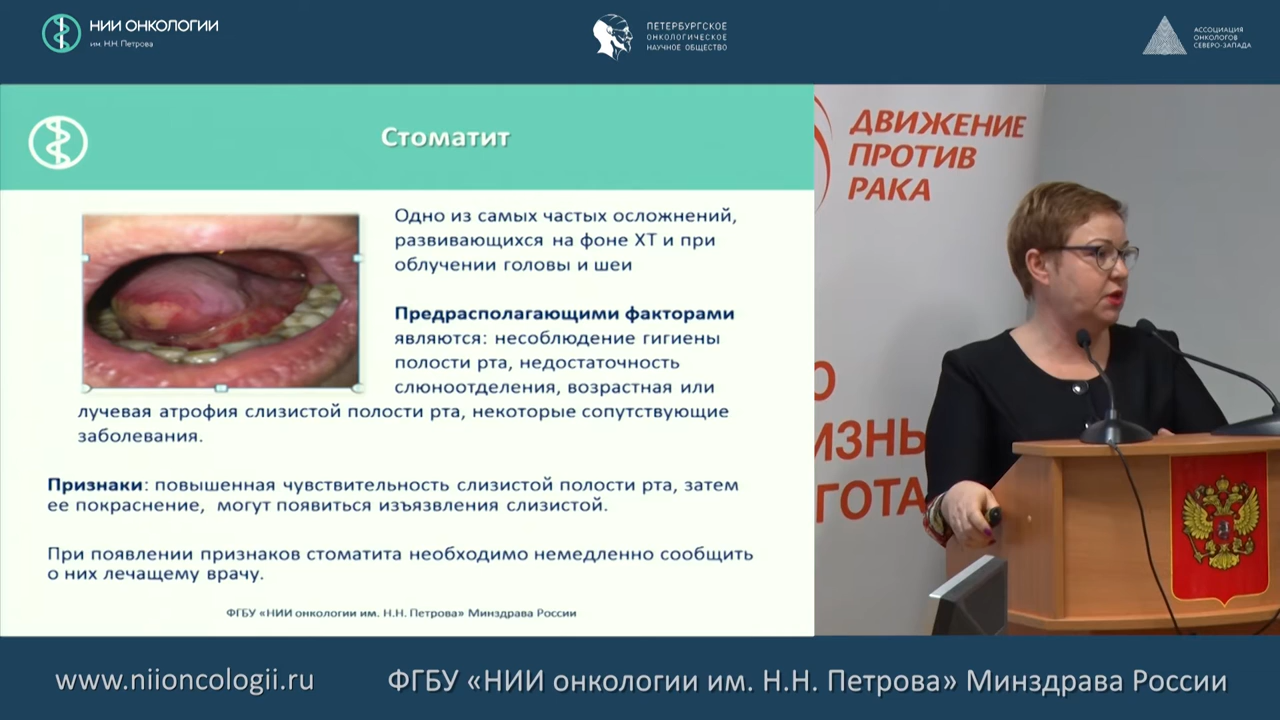 НИИ ОНКОЛОГИИ
им. Н.Н. Петрова
ПЕТЕРБУРГСКОЕ
ОНКОЛОГИЧЕСКОЕ
НАУЧНОЕ ОБЩЕСТВО
АССОЦИАЦИЯ
ОНКОЛОГОВ
СЕВЕРО-ЗАПАДА
Стоматит
Одно из самых частых осложнений,
развивающихся на фоне ХТ и при
облучении головы и шеи
Предрасполагающими факторами
являются: несоблюдение гигиены
полости рта, недостаточность
слюноотделения, возрастная или
лучевая атрофия слизистой полости рта, некоторые сопутствующие
заболевания.
Признаки: повышенная чувствительность слизистой полости рта, затем
ее покраснение, могут появиться изъязвления слизистой.
При появлении признаков стоматита необходимо немедленно сообщить
о них лечащему врачу.
ФГБУ «НИИ онкологии им. Н.Н. Петрова» Минздрава России
ДВИЖЕНИЕ
ПРОТИВ
РАКА
ИЗНЬ
ГОТА
www.niioncologii.ru
ФГБУ «НИИ онкологии им. Н.Н. Петрова» Минздрава России